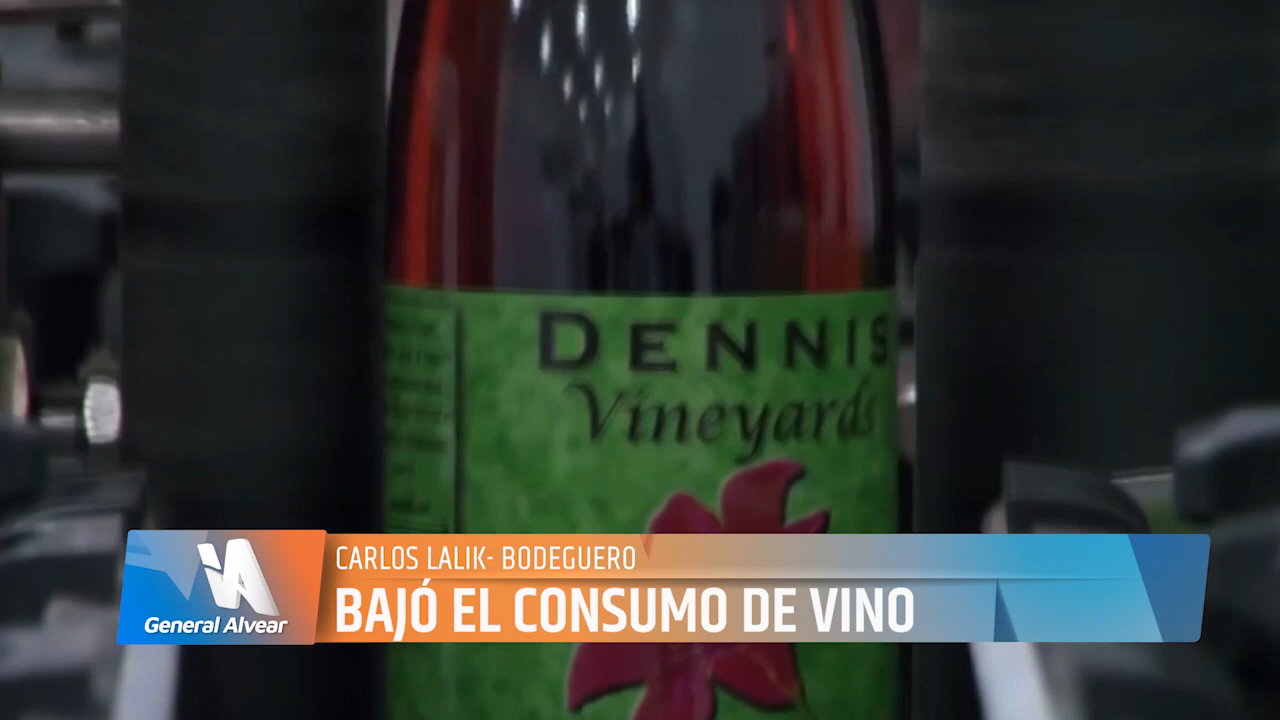 DENNIS
Vineyards
CARLOS LALIK- BODEGUERO
BAJÓ EL CONSUMO DE VINO
General Alvear